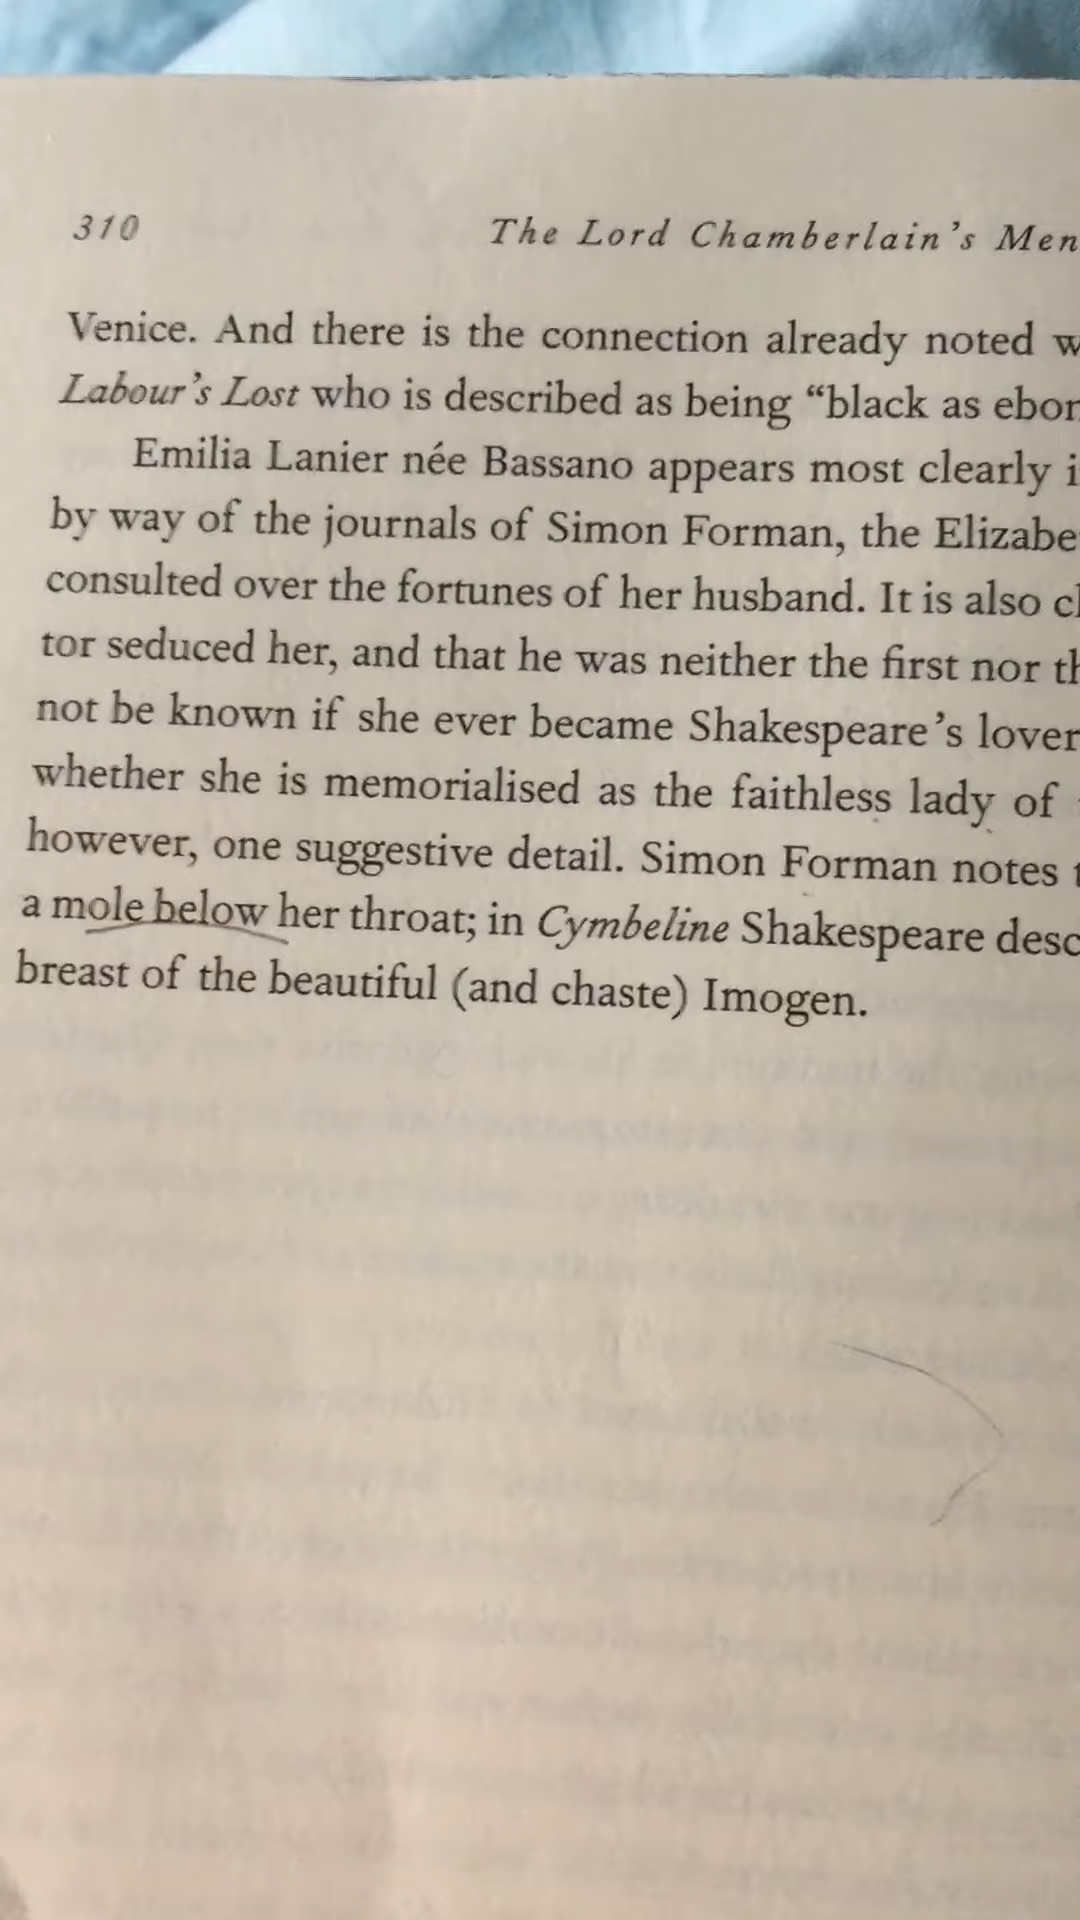 310 The Lord Chamberlain's Men
Venice. And there is the connection already noted
Labour's Lost who is described as being “black as
Emilia Lanier née Bassano appears most clearly
by way of the journals of Simon Forman, the
consulted over the fortunes of her husband. It is also
tor seduced her, and that he was neither the first nor
not be known if she ever became Shakespeare's lover
whether she is memorialised as the faithless lady of
however, one suggestive detail. Simon Forman notes
a mole below her throat; in Cymbeline Shakespeare
breast of the beautiful (and chaste) Imogen.